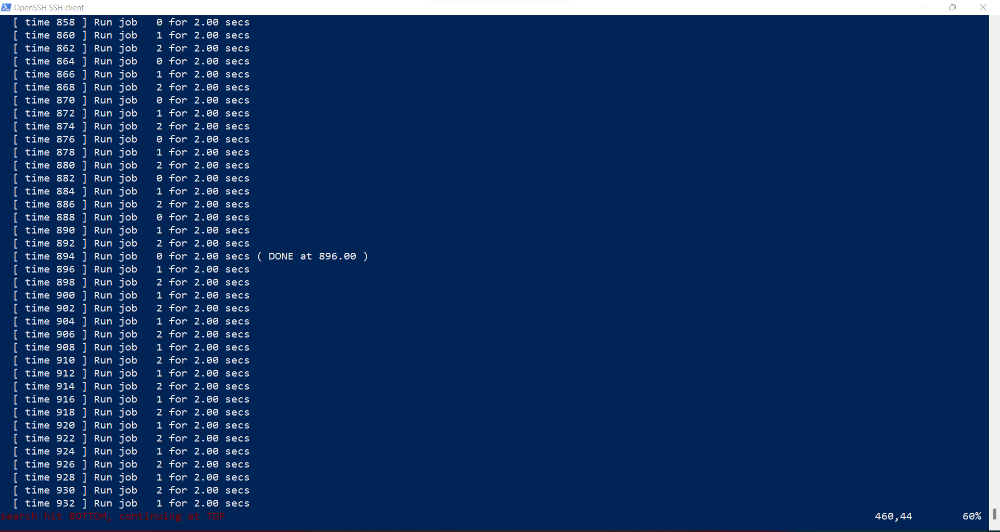 OpenSSH SSH client
[ time 858 ] Run job   0 for 2.00 secs
[ time 860 ] Run job   1 for 2.00 secs
[ time 862 ] Run job   2 for 2.00 secs
[ time 864 ] Run job   0 for 2.00 secs
[ time 866 ] Run job   1 for 2.00 secs
[ time 868 ] Run job   2 for 2.00 secs
[ time 870 ] Run job   0 for 2.00 secs
[ time 872 ] Run job   1 for 2.00 secs
[ time 874 ] Run job   2 for 2.00 secs
[ time 876 ] Run job   0 for 2.00 secs
[ time 878 ] Run job   1 for 2.00 secs
[ time 880 ] Run job   2 for 2.00 secs
[ time 882 ] Run job   0 for 2.00 secs
[ time 884 ] Run job   1 for 2.00 secs
[ time 886 ] Run job   2 for 2.00 secs
[ time 888 ] Run job   0 for 2.00 secs
[ time 890 ] Run job   1 for 2.00 secs
[ time 892 ] Run job   2 for 2.00 secs
[ time 894 ] Run job   0 for 2.00 secs ( DONE at 896.00 )
[ time 896 ] Run job   1 for 2.00 secs
[ time 898 ] Run job   2 for 2.00 secs
[ time 900 ] Run job   1 for 2.00 secs
[ time 902 ] Run job   2 for 2.00 secs
[ time 904 ] Run job   1 for 2.00 secs
[ time 906 ] Run job   2 for 2.00 secs
[ time 908 ] Run job   1 for 2.00 secs
[ time 910 ] Run job   2 for 2.00 secs
[ time 912 ] Run job   1 for 2.00 secs
[ time 914 ] Run job   2 for 2.00 secs
[ time 916 ] Run job   1 for 2.00 secs
[ time 918 ] Run job   2 for 2.00 secs
[ time 920 ] Run job   1 for 2.00 secs
[ time 922 ] Run job   2 for 2.00 secs
[ time 924 ] Run job   1 for 2.00 secs
[ time 926 ] Run job   2 for 2.00 secs
[ time 928 ] Run job   1 for 2.00 secs
[ time 930 ] Run job   2 for 2.00 secs
[ time 932 ] Run job   1 for 2.00 secs
search hit BOTTOM, continuing at TOP 460,44 60%